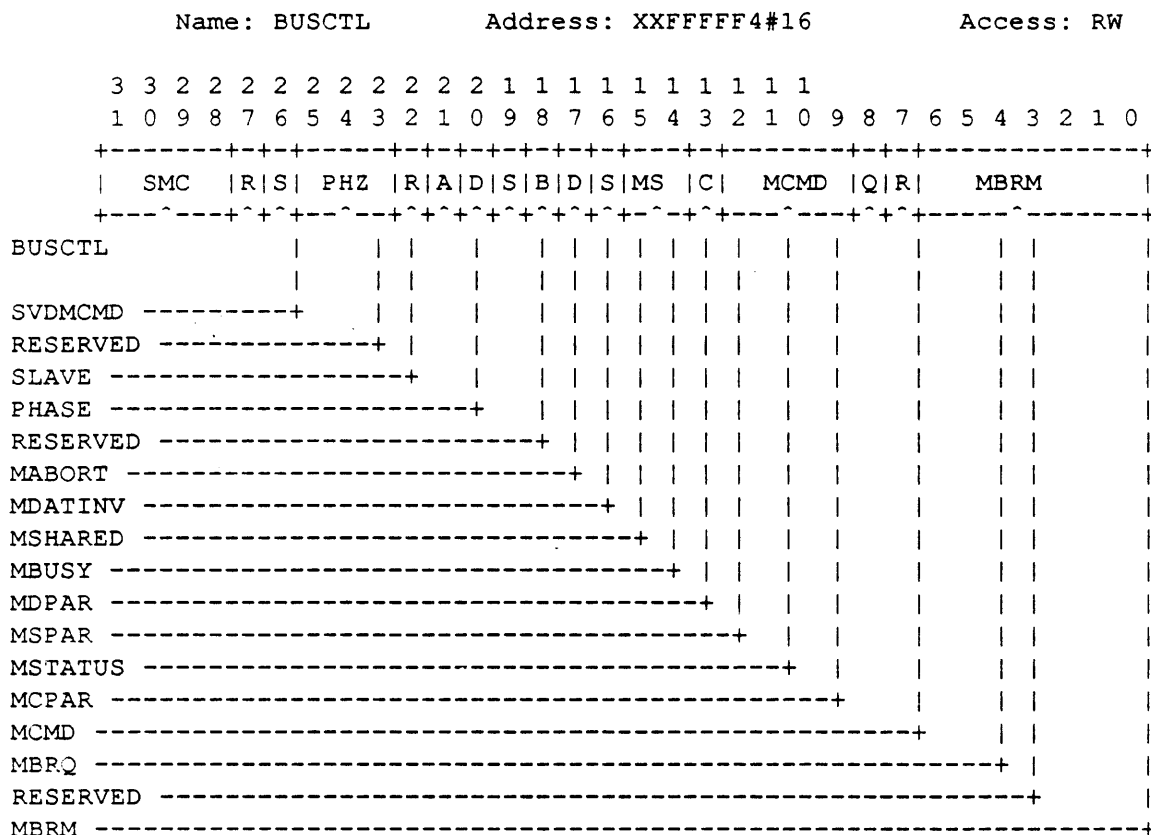 Name: BUSCTL Address: XXFFFFF4#16 Access: RW
3 3 2 2 2 2 2 2 2 2 2 2 1 1 1 1 1 1 1 1 1 1
1 0 9 8 7 6 5 4 3 2 1 0 9 8 7 6 5 4 3 2 1 0 9 8 7 6 5 4 3 2 1 0
+-------+-+-+-----+-+-+-+-+-+-+-+---+-+-------+-+-+-------------+
| SMC |R|S| PHZ |R|A|D|S|B|D|S|MS |C| MCMD |Q|R| MBRM |
+---^---+^+^+--^--+^+^+^+^+^+^+^+-^-+^+---^---+^+^+-----^-------+
BUSCTL | | | | | | | | | | | | | | | |
| | | | | | | | | | | | | | | |
SVDMCMD ---------+ | | | | | | | | | | | | | | |
RESERVED -------------+ | | | | | | | | | | | | | |
SLAVE ------------------+ | | | | | | | | | | | | |
PHASE ----------------------+ | | | | | | | | | | | |
RESERVED -----------------------+ | | | | | | | | | | |
MABORT ---------------------------+ | | | | | | | | | |
MDATINV ----------------------------+ | | | | | | | | |
MSHARED ------------------------------+ | | | | | | | |
MBUSY ----------------------------------+ | | | | | | |
MDPAR ------------------------------------+ | | | | | |
MSPAR --------------------------------------+ | | | | |
MSTATUS ---------------------------------------+ | | | |
MCPAR --------------------------------------------+ | | | |
MCMD --------------------------------------------------+ | | |
MBRQ -------------------------------------------------------+ | |
RESERVED -----------------------------------------------------+ |
MBRM ----------------------------------------------------------------+